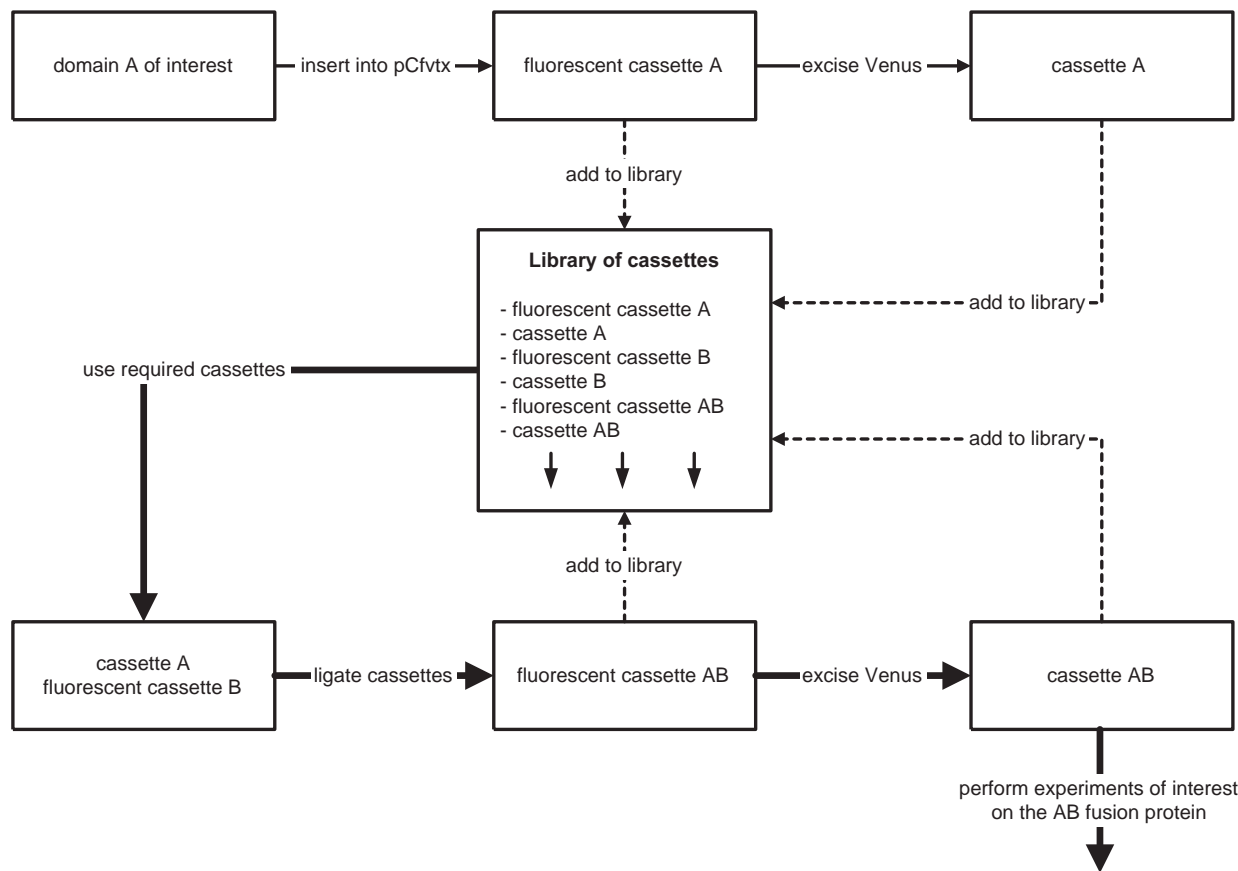 domain A of interest
insert into pCfvtx
fluorescent cassette A
excise Venus
cassette A
add to library
Library of cassettes
- fluorescent cassette A
- cassette A
- fluorescent cassette B
- cassette B
- fluorescent cassette AB
- cassette AB
add to library
use required cassettes
add to library
add to library
cassette A
fluorescent cassette B
ligate cassettes
fluorescent cassette AB
excise Venus
cassette AB
perform experiments of interest
on the AB fusion protein